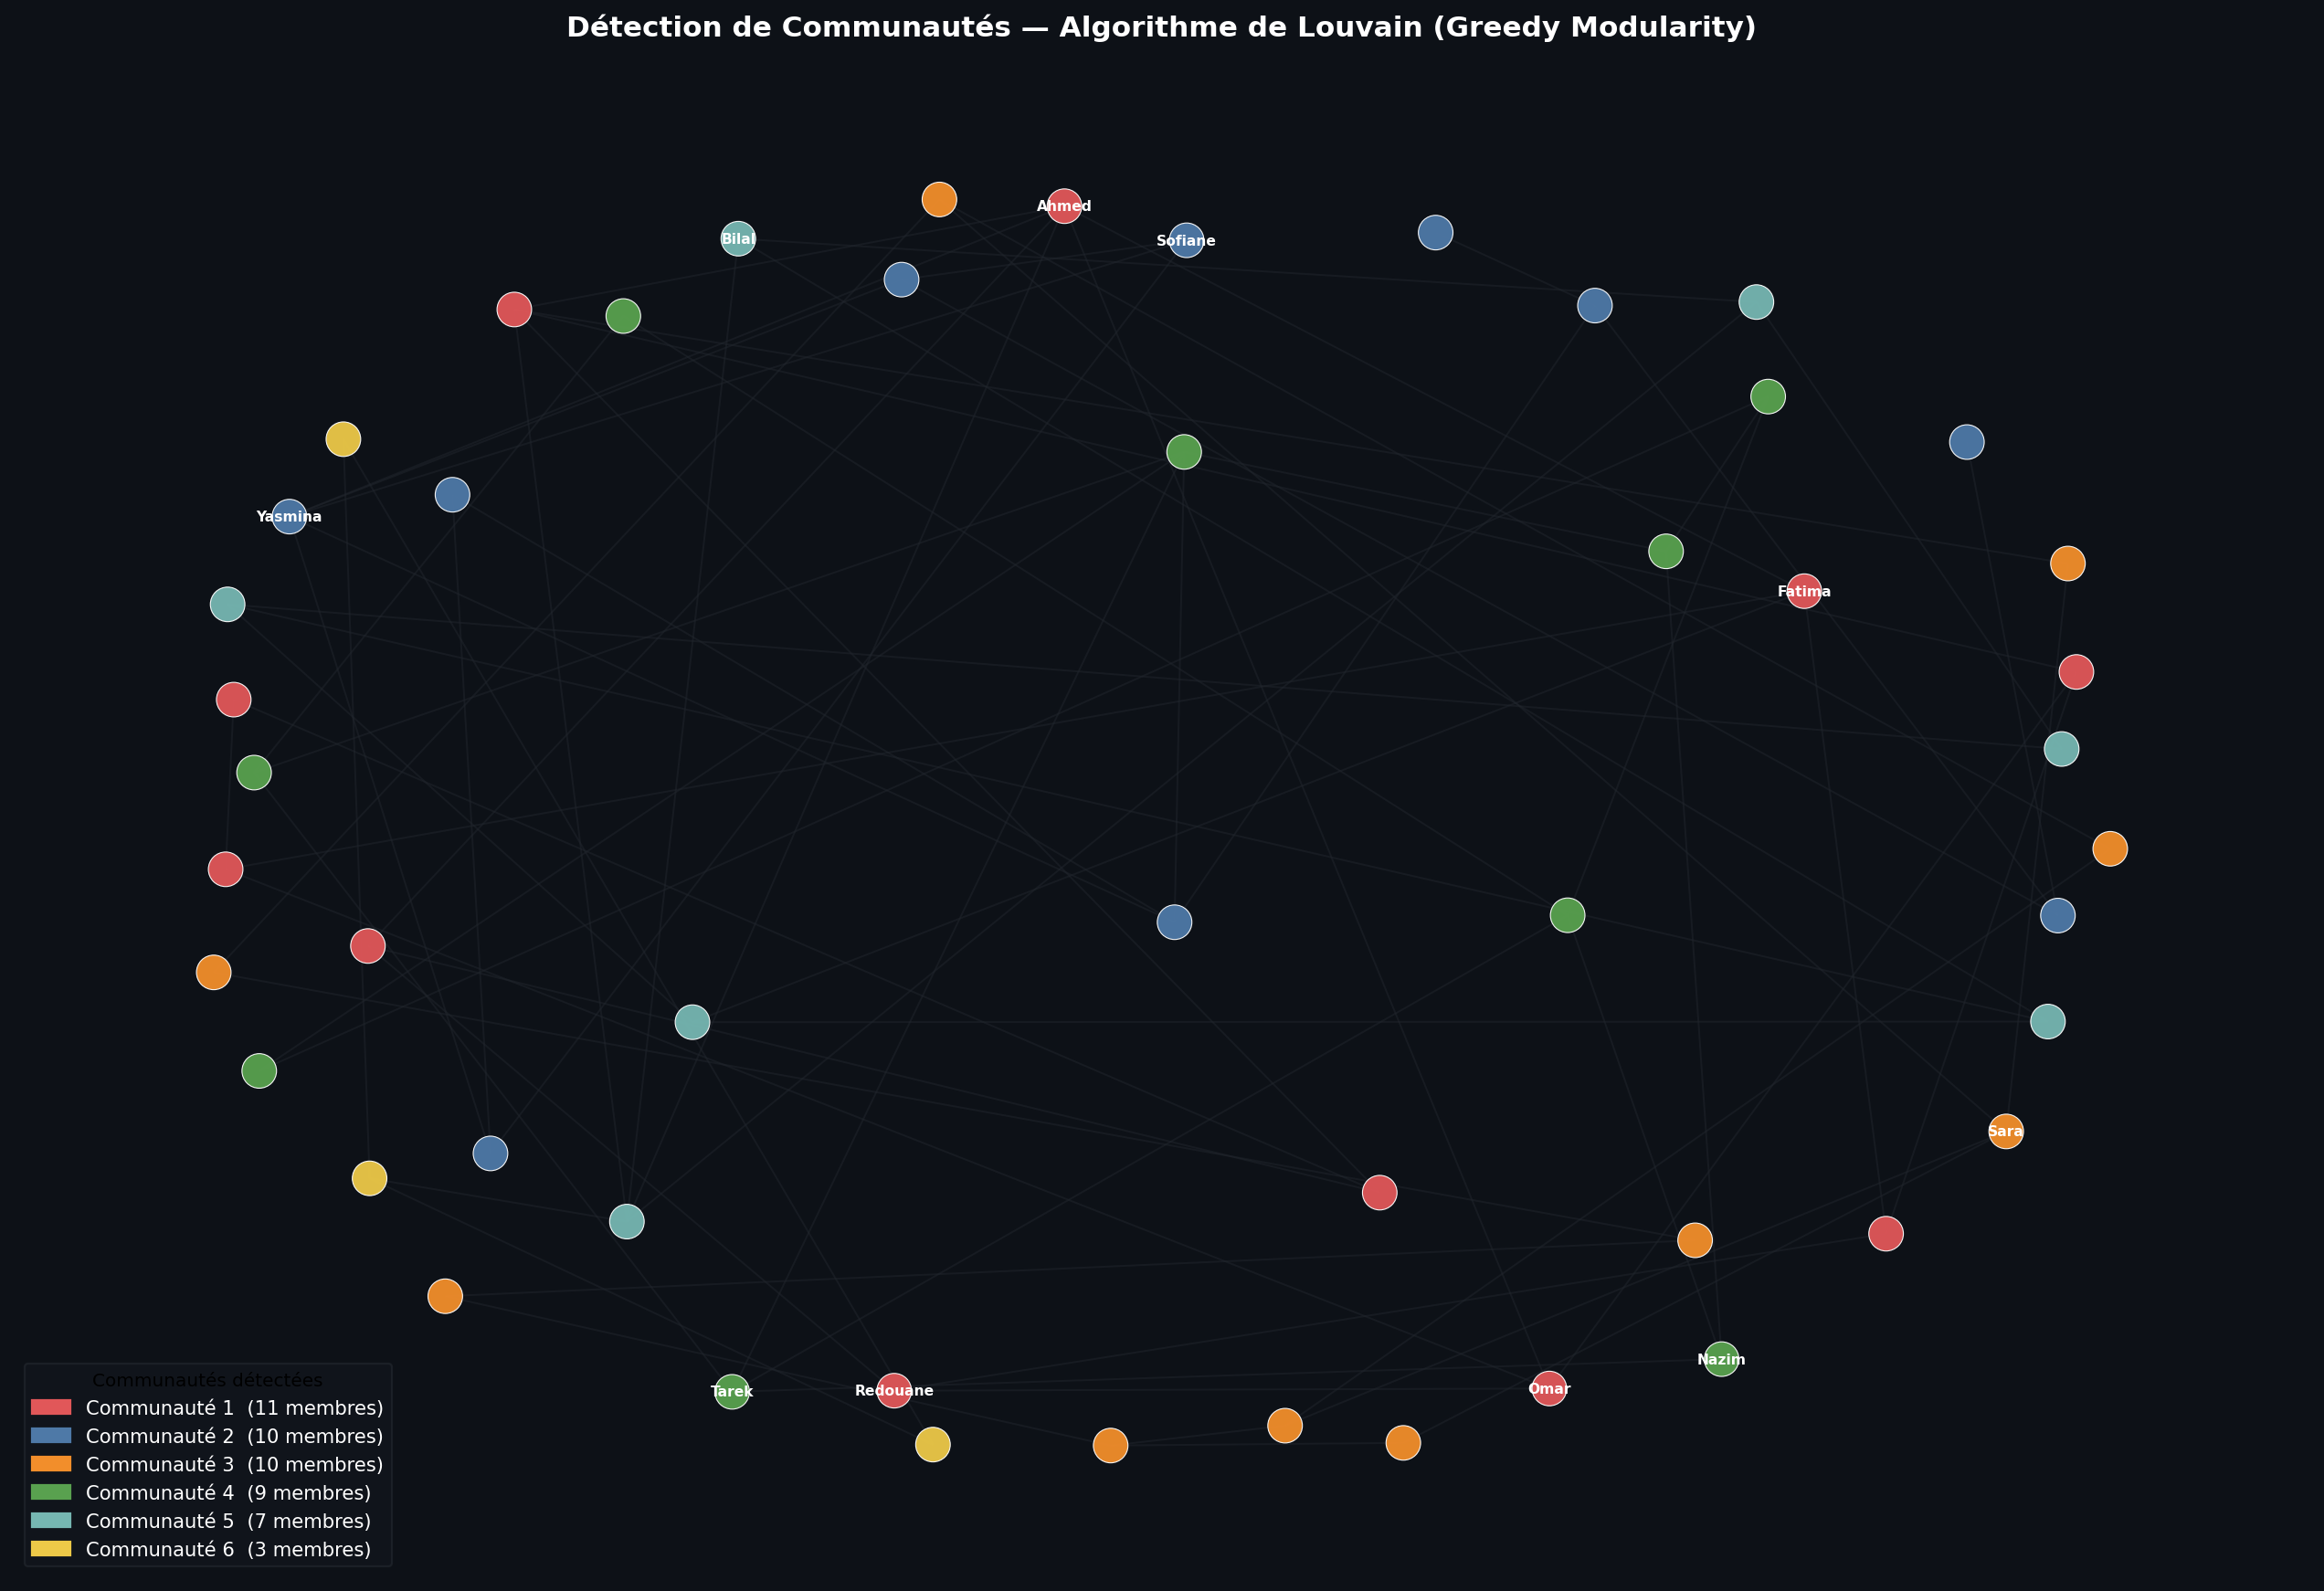 Détection de Communautés — Algorithme de Louvain (Greedy Modularity)
Ahmed
Bilal
Sofiane
Yasmina
Fatima
Sara
Nazim
Tarek
Redouane
Omar
Communautés détectées
Communauté 1 (11 membres)
Communauté 2 (10 membres)
Communauté 3 (10 membres)
Communauté 4 (9 membres)
Communauté 5 (7 membres)
Communauté 6 (3 membres)